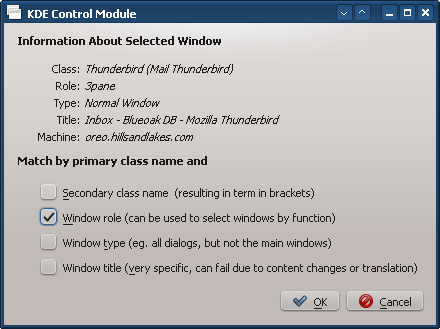 KDE Control Module
Information About Selected Window
Class: Thunderbird (Mail Thunderbird)
Role: 3pane
Type: Normal Window
Title: Inbox - Blueoak DB - Mozilla Thunderbird
Machine: oreo.hillsandlakes.com
Match by primary class name and
Secondary class name (resulting in term in brackets)
Window role (can be used to select windows by function)
Window type (eg. all dialogs, but not the main windows)
Window title (very specific, can fail due to content changes or translation)
OK Cancel